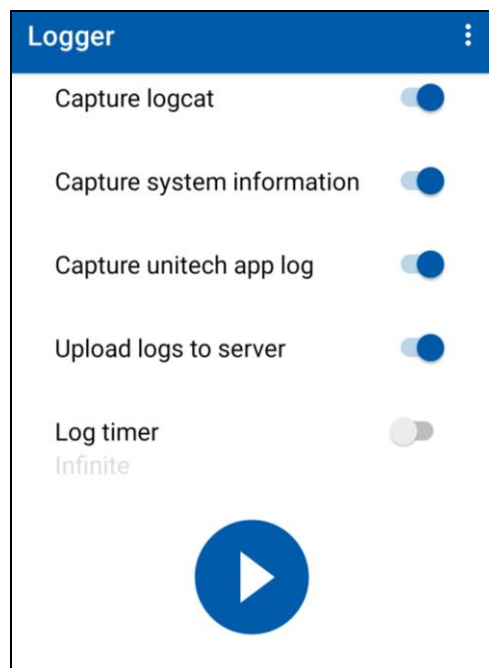 Logger
Capture logcat
Capture system information
Capture unitech app log
Upload logs to server
Log timer
Infinite